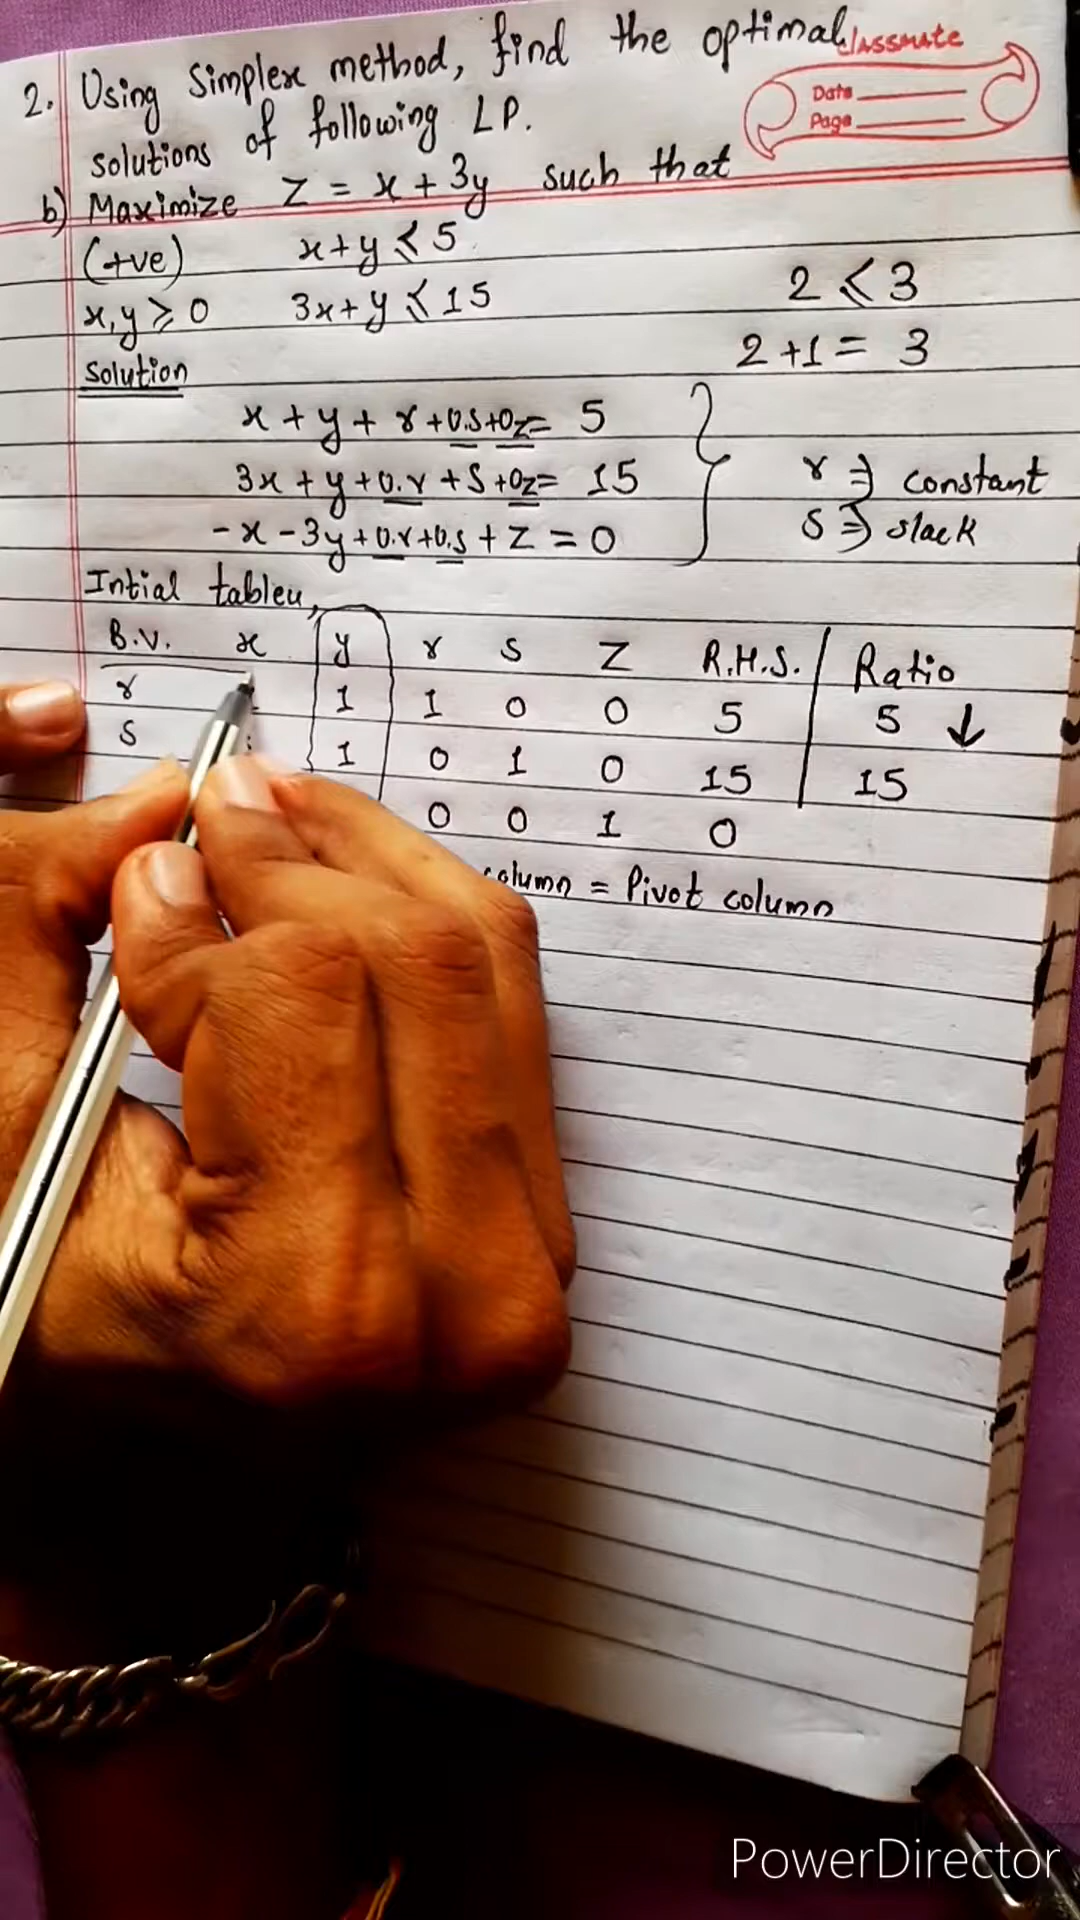 2. Using Simplex method, find the optimal
classmate
Date
Page
solutions of following LP.
b) Maximize Z = x + 3y such that
(+ve) x+y ⩽ 5
x,y ⩾ 0 3x+y ⩽ 15
2 ⩽ 3
2+1 = 3
Solution
x + y + r + 0.s + 0z = 5
3x + y + 0.r + s + 0z = 15
-x - 3y + 0.r + 0.s + z = 0
r ⇒ constant
s ⇒ slack
Intial tableu,
B.V. x y r s Z R.H.S. Ratio
r 1 1 0 0 5 5 ↓
s 1 0 1 0 15 15
0 0 1 0
column = Pivot column
PowerDirector